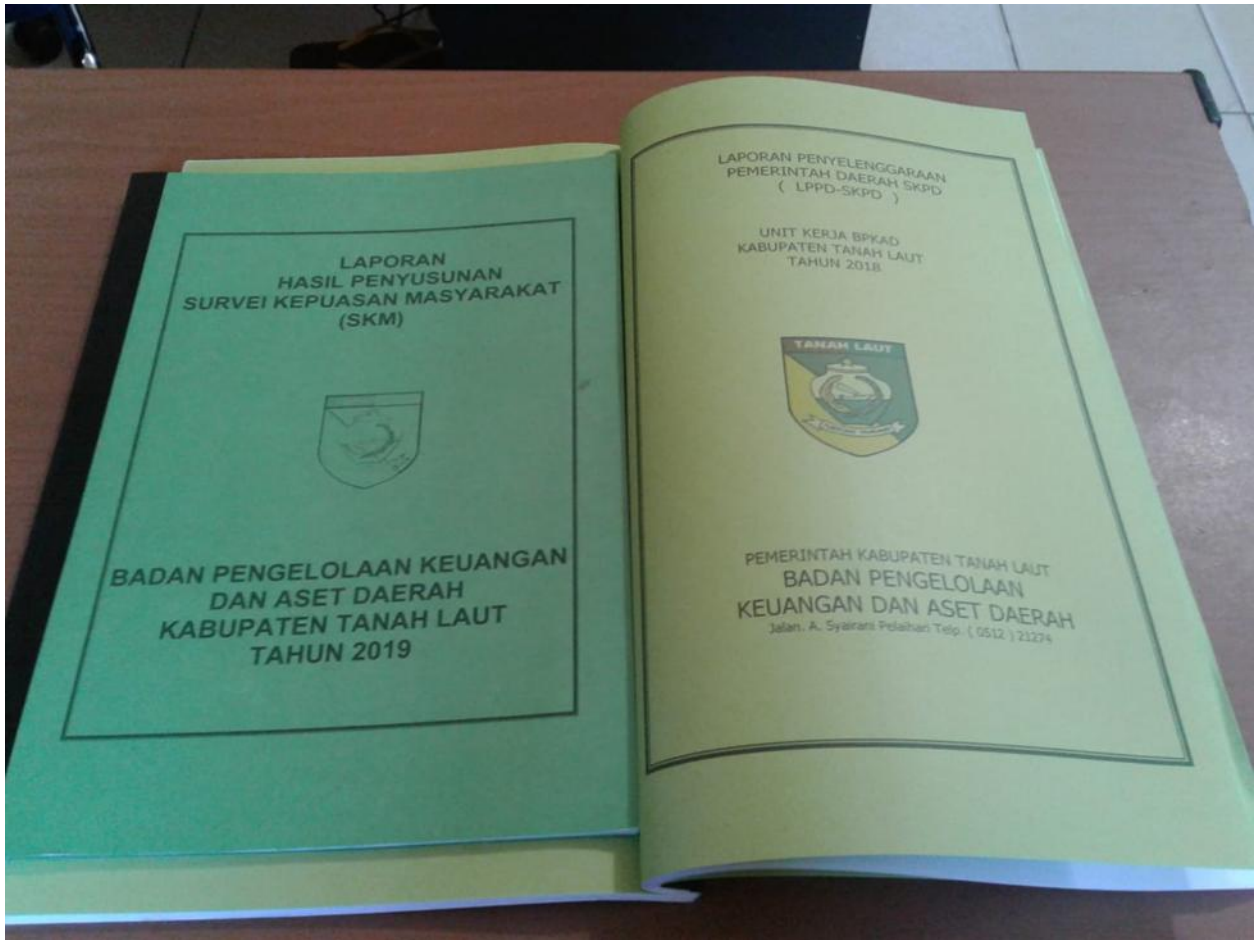 LAPORAN
HASIL PENYUSUNAN
SURVEI KEPUASAN MASYARAKAT
(SKM)
BADAN PENGELOLAAN KEUANGAN
DAN ASET DAERAH
KABUPATEN TANAH LAUT
TAHUN 2019
LAPORAN PENYELENGGARAAN
PEMERINTAH DAERAH SKPD
( LPPD-SKPD )
UNIT KERJA BPKAD
KABUPATEN TANAH LAUT
TAHUN 2018
TANAH LAUT
PEMERINTAH KABUPATEN TANAH LAUT
BADAN PENGELOLAAN
KEUANGAN DAN ASET DAERAH
Jalan. A. Syairani Pelaihari Telp. ( 0512 ) 21274